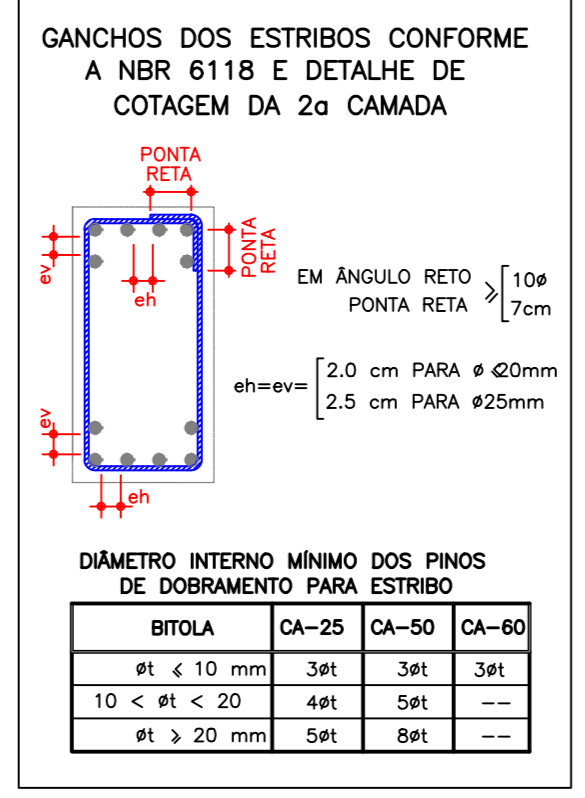 GANCHOS DOS ESTRIBOS CONFORME
A NBR 6118 E DETALHE DE
COTAGEM DA 2a CAMADA
PONTA
RETA
PONTA
RETA
ev
eh
EM ÂNGULO RETO
PONTA RETA
⩾
10ø
7cm
eh=ev=
2.0 cm PARA ø ⩽20mm
2.5 cm PARA ø25mm
ev
eh
DIÂMETRO INTERNO MÍNIMO DOS PINOS
DE DOBRAMENTO PARA ESTRIBO
BITOLA CA-25 CA-50 CA-60
øt ⩽ 10 mm 3øt 3øt 3øt
10 < øt < 20 4øt 5øt --
øt ⩾ 20 mm 5øt 8øt --